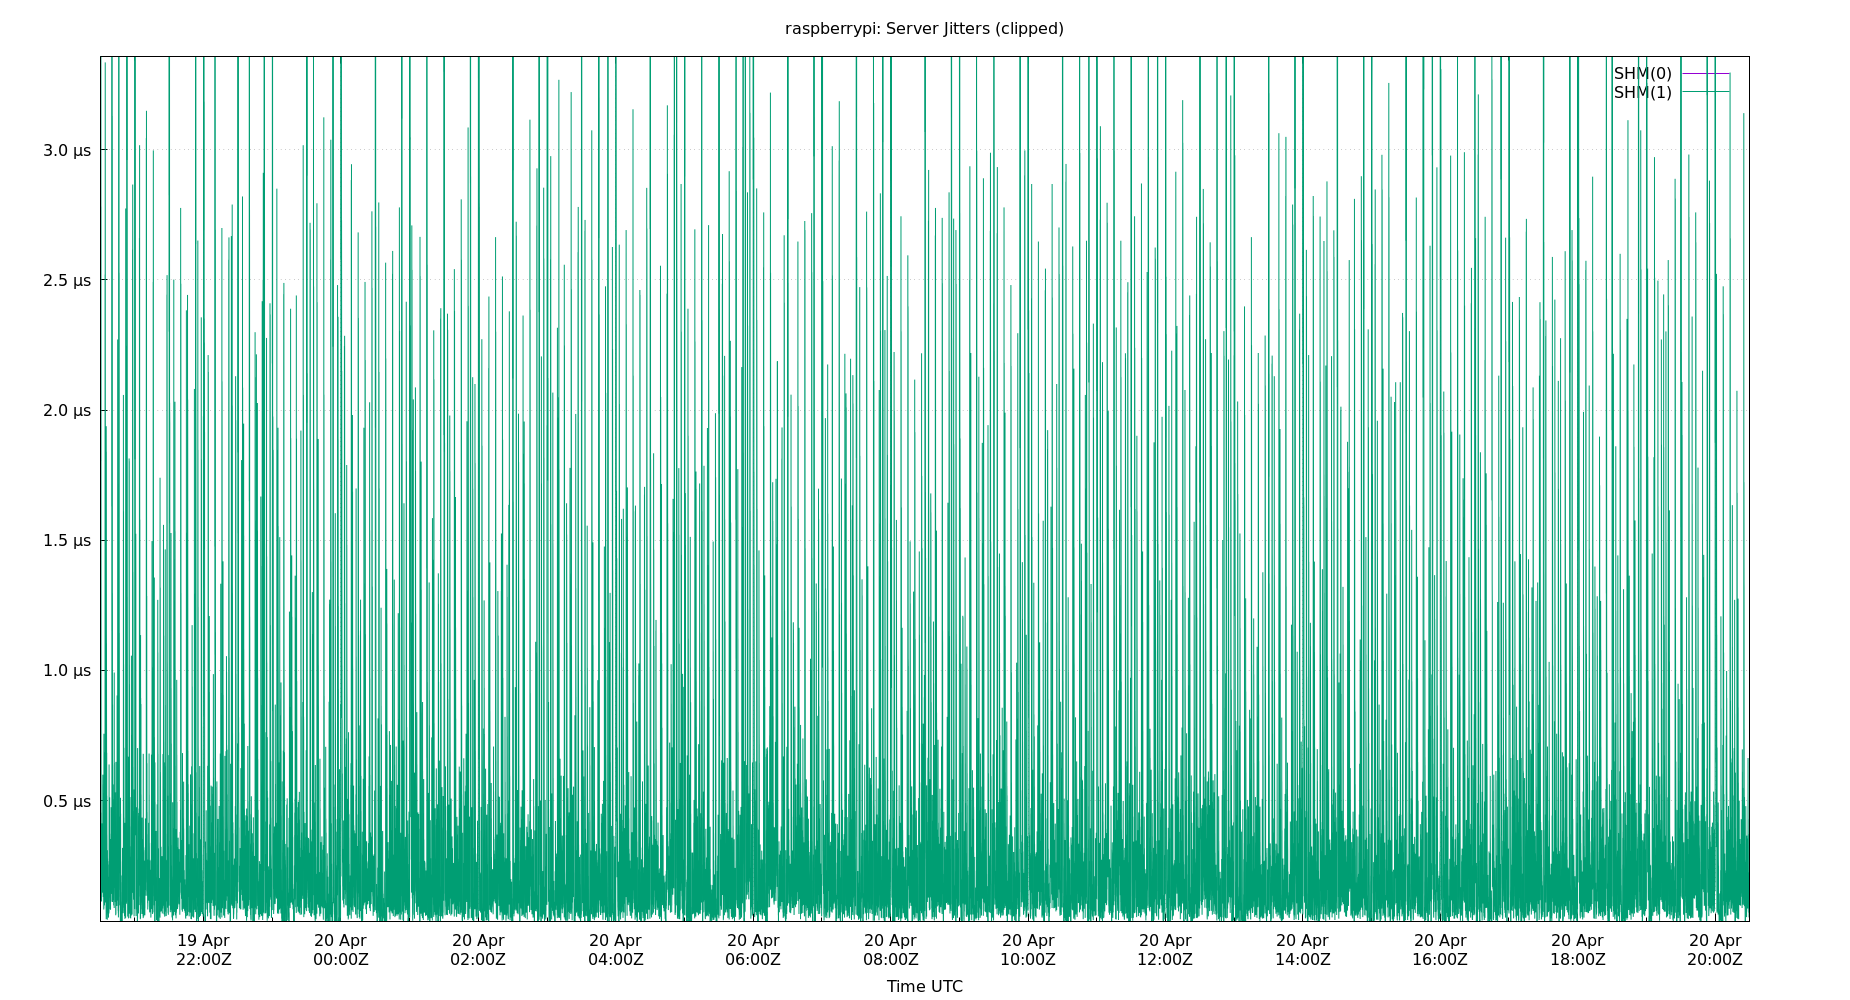 raspberrypi: Server Jitters (clipped)
SHM(0)
SHM(1)
3.0 µs
2.5 µs
2.0 µs
1.5 µs
1.0 µs
0.5 µs
19 Apr 20 Apr 20 Apr 20 Apr 20 Apr 20 Apr 20 Apr 20 Apr 20 Apr 20 Apr 20 Apr 20 Apr
22:00Z 00:00Z 02:00Z 04:00Z 06:00Z 08:00Z 10:00Z 12:00Z 14:00Z 16:00Z 18:00Z 20:00Z
Time UTC